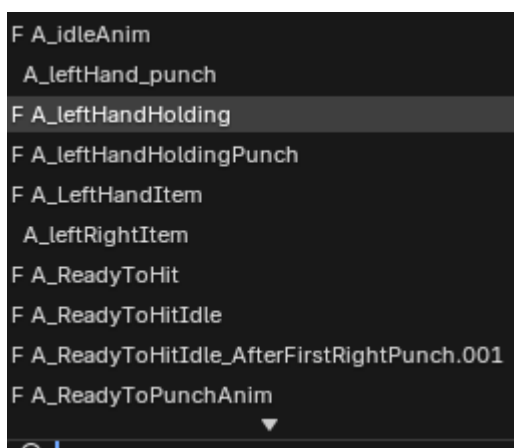 F A_idleAnim
A_leftHand_punch
F A_leftHandHolding
F A_leftHandHoldingPunch
F A_LeftHandItem
A_leftRightItem
F A_ReadyToHit
F A_ReadyToHitIdle
F A_ReadyToHitIdle_AfterFirstRightPunch.001
F A_ReadyToPunchAnim